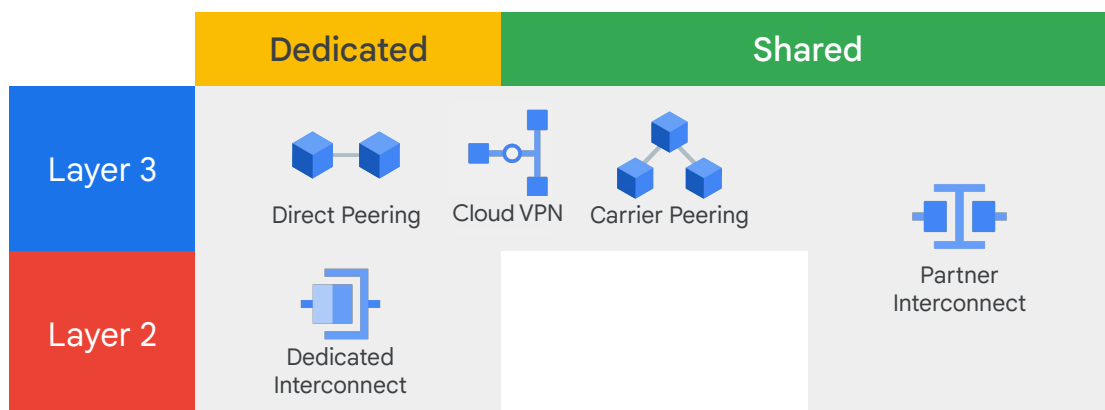 Dedicated
Shared
Layer 3
Direct Peering
Cloud VPN
Carrier Peering
Partner
Interconnect
Layer 2
Dedicated
Interconnect